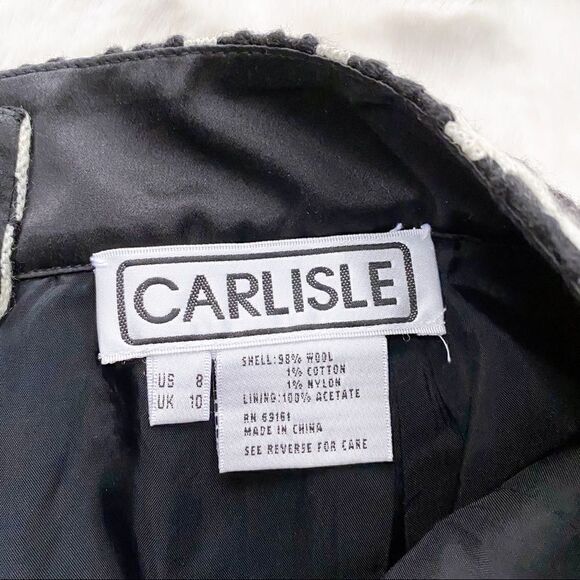 CARLISLE
US 8
UK 10
SHELL: 98% WOOL
1% COTTON
1% NYLON
LINING: 100% ACETATE
RN 69161
MADE IN CHINA
SEE REVERSE FOR CARE